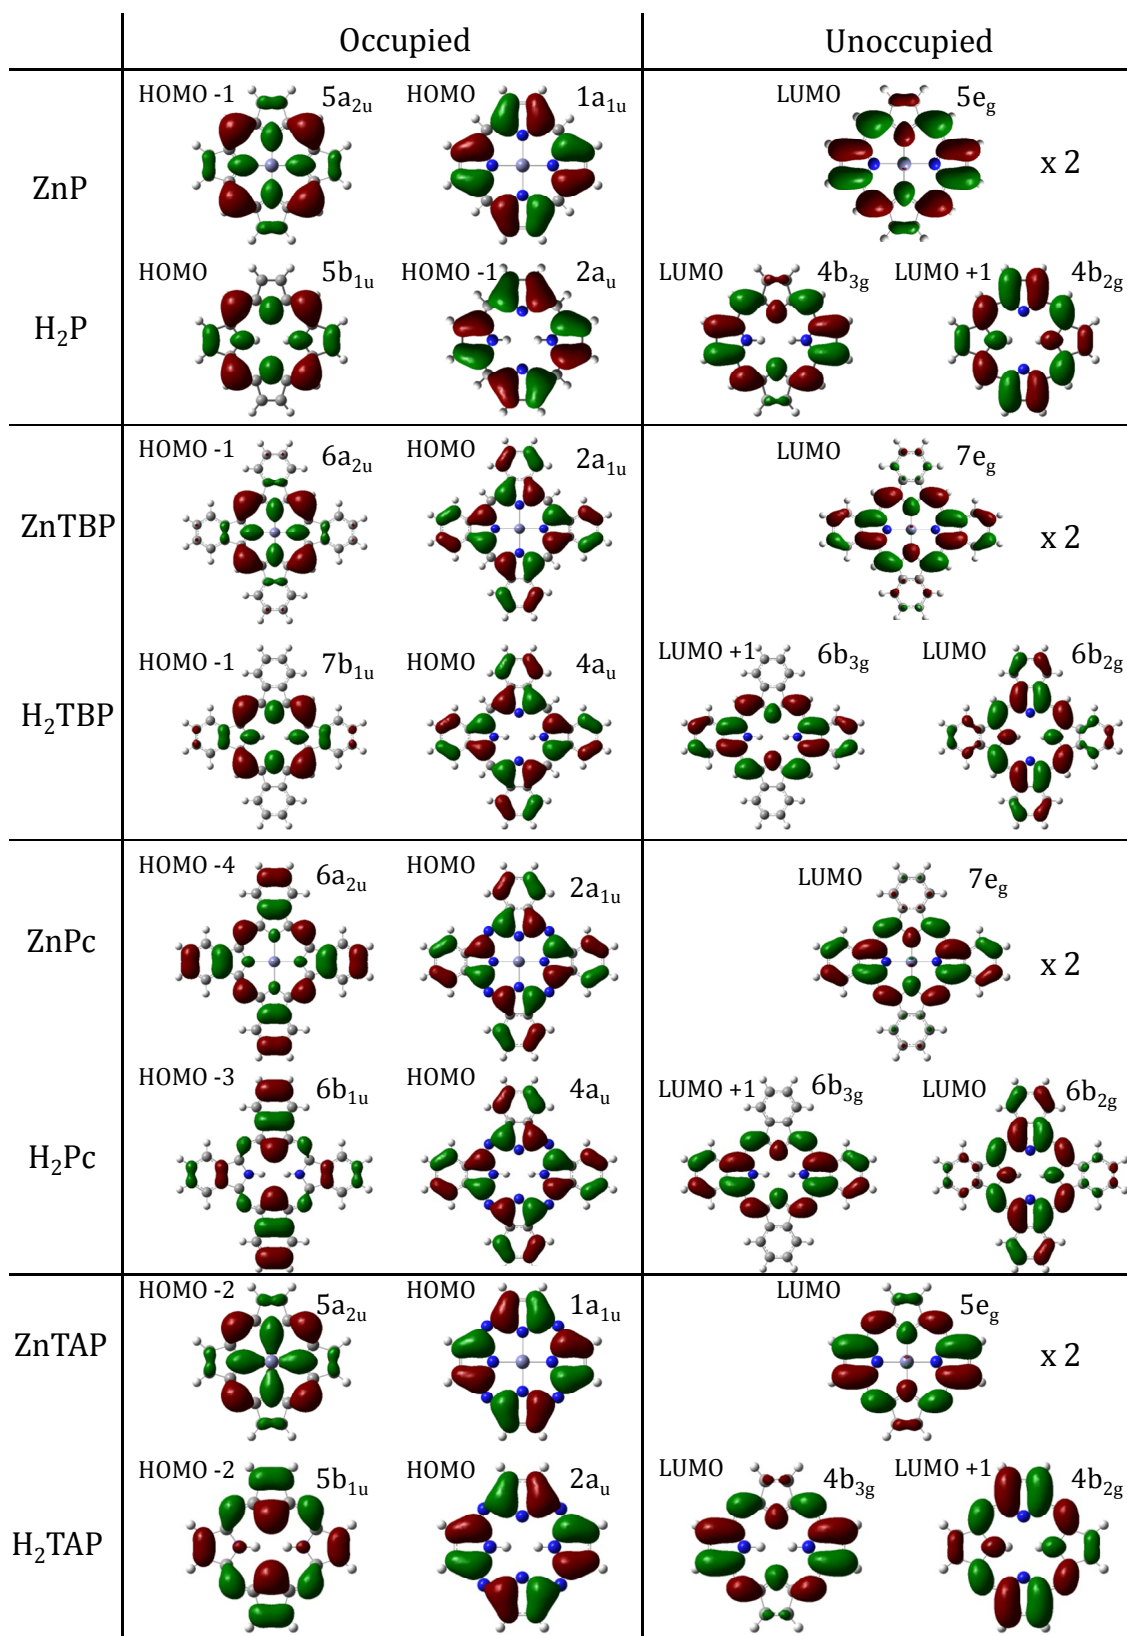 Occupied Unoccupied
HOMO -1 5a2u HOMO 1a1u LUMO 5eg
ZnP x 2
HOMO 5b1u HOMO -1 2au LUMO 4b3g LUMO +1 4b2g
H2P
HOMO -1 6a2u HOMO 2a1u LUMO 7eg
ZnTBP x 2
HOMO -1 7b1u HOMO 4au LUMO +1 6b3g LUMO 6b2g
H2TBP
HOMO -4 6a2u HOMO 2a1u LUMO 7eg
ZnPc x 2
HOMO -3 6b1u HOMO 4au LUMO +1 6b3g LUMO 6b2g
H2Pc
HOMO -2 5a2u HOMO 1a1u LUMO 5eg
ZnTAP x 2
HOMO -2 5b1u HOMO 2au LUMO 4b3g LUMO +1 4b2g
H2TAP